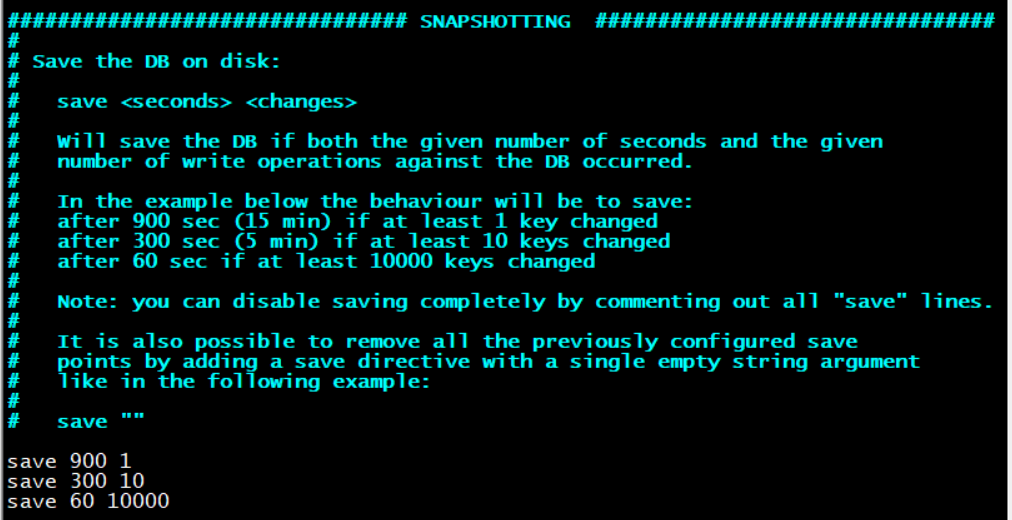 ################################ SNAPSHOTTING  ################################
#
# Save the DB on disk:
#
#   save <seconds> <changes>
#
#   Will save the DB if both the given number of seconds and the given
#   number of write operations against the DB occurred.
#
#   In the example below the behaviour will be to save:
#   after 900 sec (15 min) if at least 1 key changed
#   after 300 sec (5 min) if at least 10 keys changed
#   after 60 sec if at least 10000 keys changed
#
#   Note: you can disable saving completely by commenting out all "save" lines.
#
#   It is also possible to remove all the previously configured save
#   points by adding a save directive with a single empty string argument
#   like in the following example:
#
#   save ""
save 900 1
save 300 10
save 60 10000